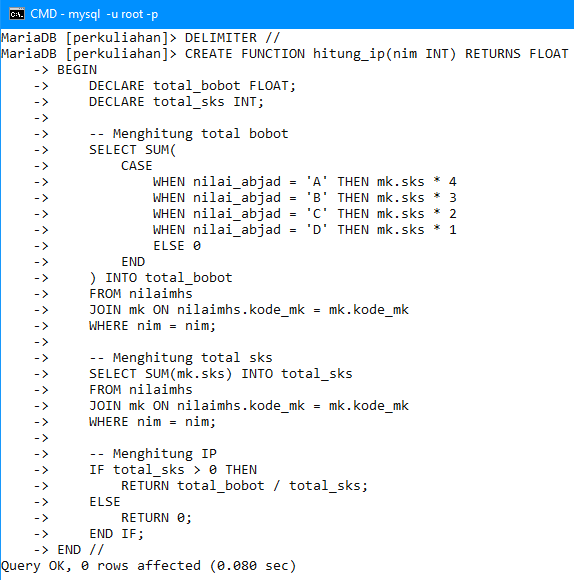 CMD - mysql -u root -p
MariaDB [perkuliahan]> DELIMITER //
MariaDB [perkuliahan]> CREATE FUNCTION hitung_ip(nim INT) RETURNS FLOAT
    -> BEGIN
    ->     DECLARE total_bobot FLOAT;
    ->     DECLARE total_sks INT;
    ->
    ->     -- Menghitung total bobot
    ->     SELECT SUM(
    ->         CASE
    ->             WHEN nilai_abjad = 'A' THEN mk.sks * 4
    ->             WHEN nilai_abjad = 'B' THEN mk.sks * 3
    ->             WHEN nilai_abjad = 'C' THEN mk.sks * 2
    ->             WHEN nilai_abjad = 'D' THEN mk.sks * 1
    ->             ELSE 0
    ->         END
    ->     ) INTO total_bobot
    ->     FROM nilaimhs
    ->     JOIN mk ON nilaimhs.kode_mk = mk.kode_mk
    ->     WHERE nim = nim;
    ->
    ->     -- Menghitung total sks
    ->     SELECT SUM(mk.sks) INTO total_sks
    ->     FROM nilaimhs
    ->     JOIN mk ON nilaimhs.kode_mk = mk.kode_mk
    ->     WHERE nim = nim;
    ->
    ->     -- Menghitung IP
    ->     IF total_sks > 0 THEN
    ->         RETURN total_bobot / total_sks;
    ->     ELSE
    ->         RETURN 0;
    ->     END IF;
    -> END //
Query OK, 0 rows affected (0.080 sec)